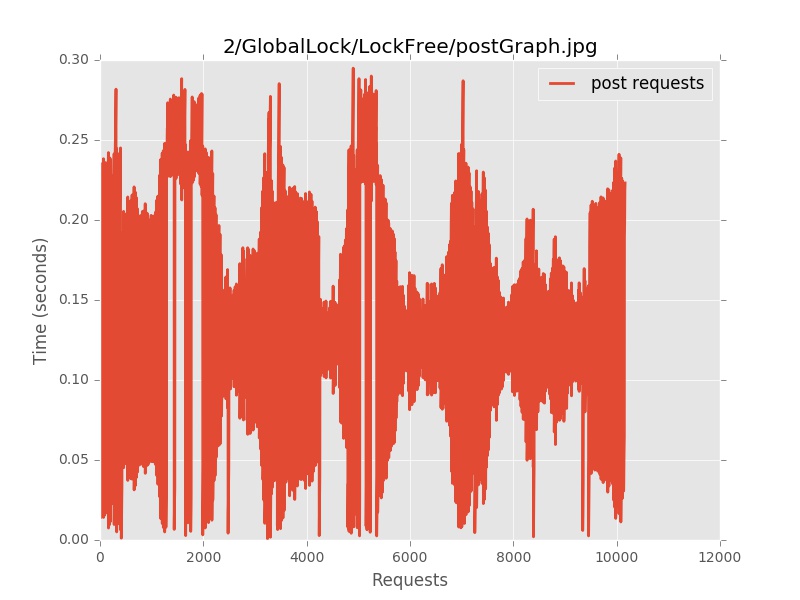 2/GlobalLock/LockFree/postGraph.jpg
0.30
post requests
0.25
0.20
0.15
0.10
0.05
0.00
Time (seconds)
0 2000 4000 6000 8000 10000 12000
Requests